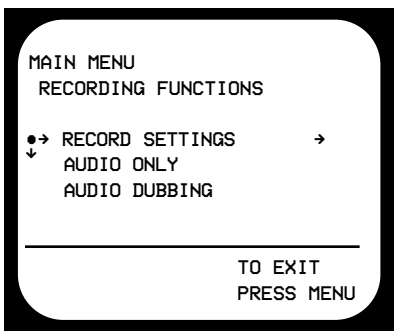 MAIN MENU
RECORDING FUNCTIONS
●→ RECORD SETTINGS →
↓ AUDIO ONLY
AUDIO DUBBING
TO EXIT
PRESS MENU